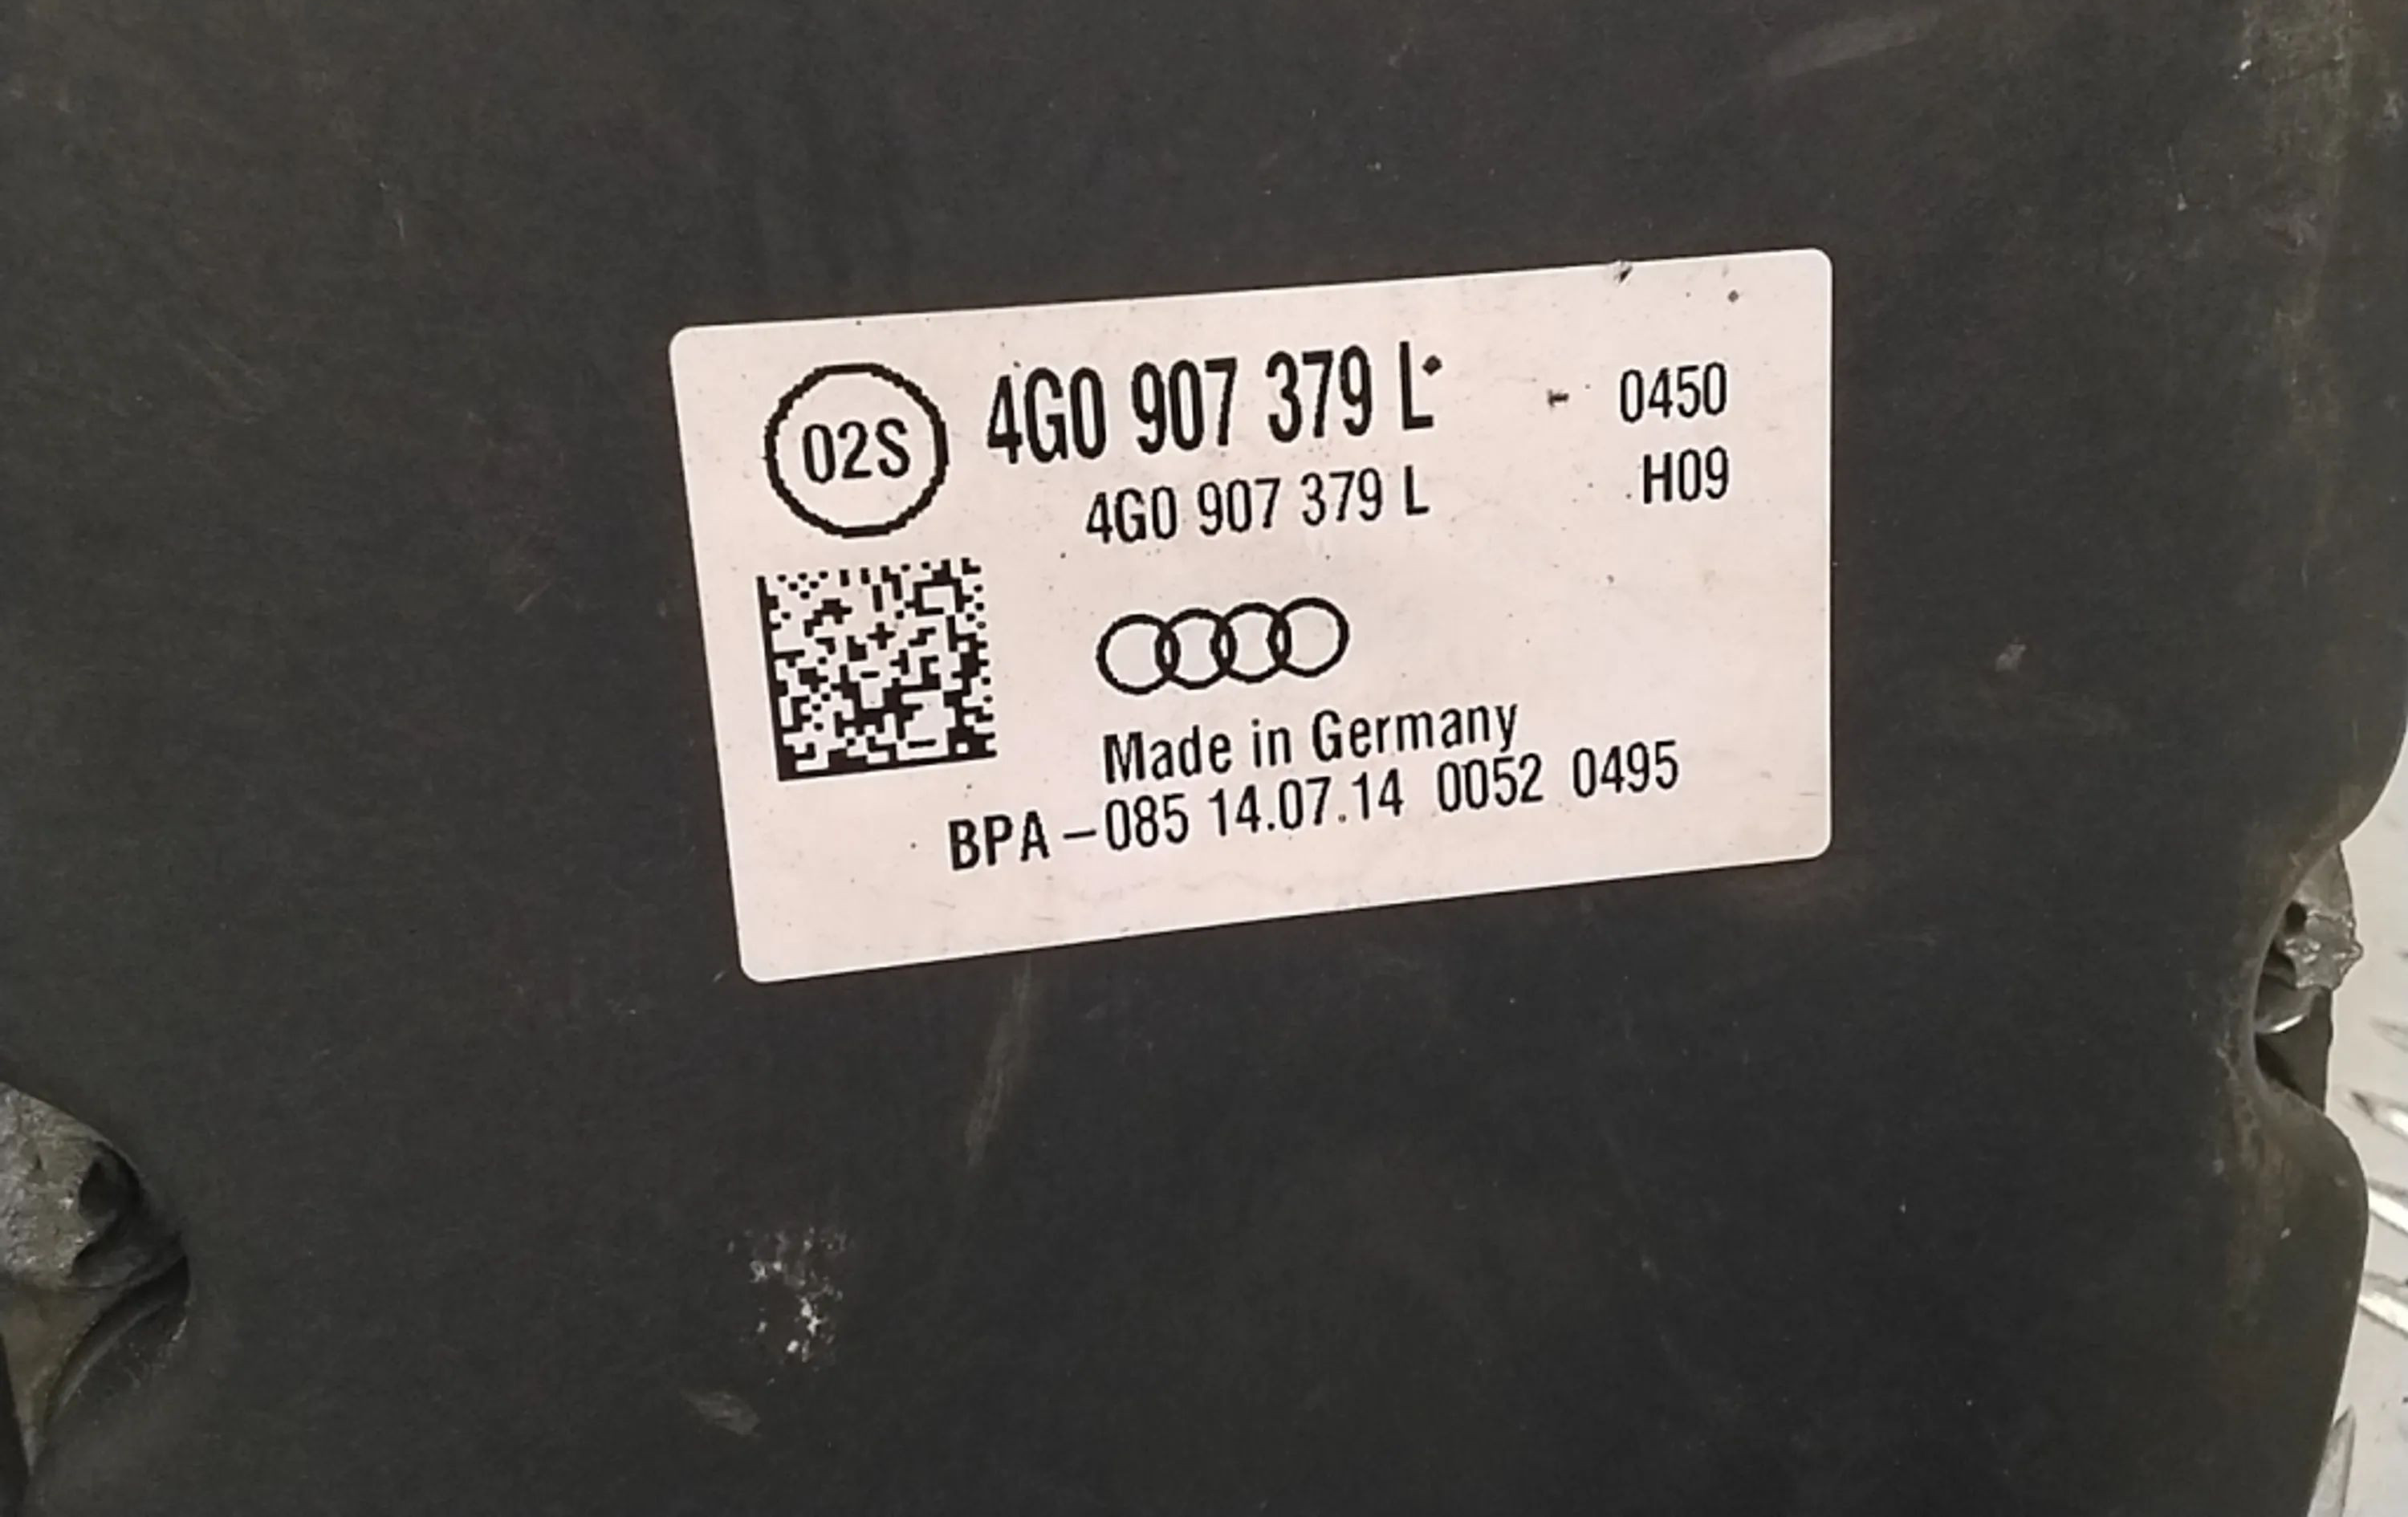 02S 4G0 907 379 L 0450
4G0 907 379 L H09
Made in Germany
BPA-085 14.07.14 0052 0495